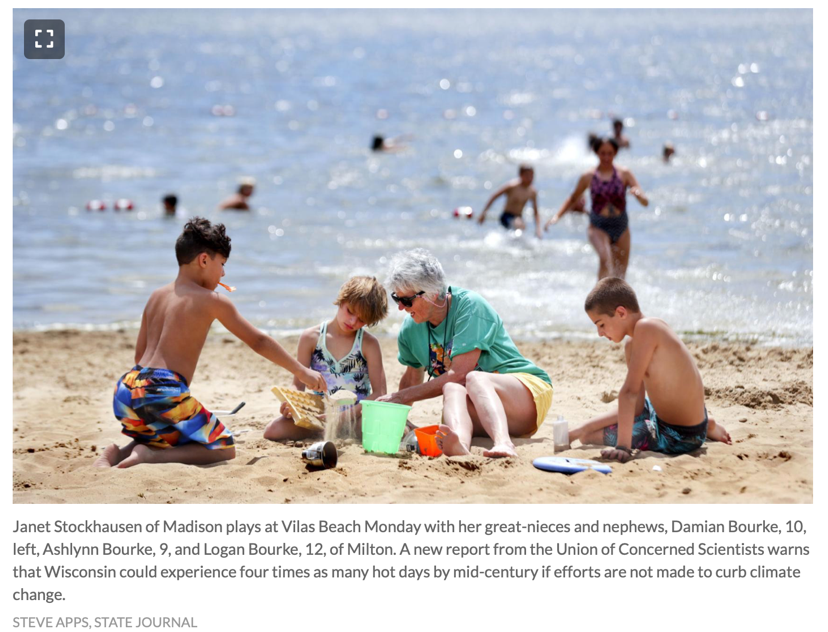 Janet Stockhausen of Madison plays at Vilas Beach Monday with her great-nieces and nephews, Damian Bourke, 10,
left, Ashlynn Bourke, 9, and Logan Bourke, 12, of Milton. A new report from the Union of Concerned Scientists warns
that Wisconsin could experience four times as many hot days by mid-century if efforts are not made to curb climate
change.
STEVE APPS, STATE JOURNAL